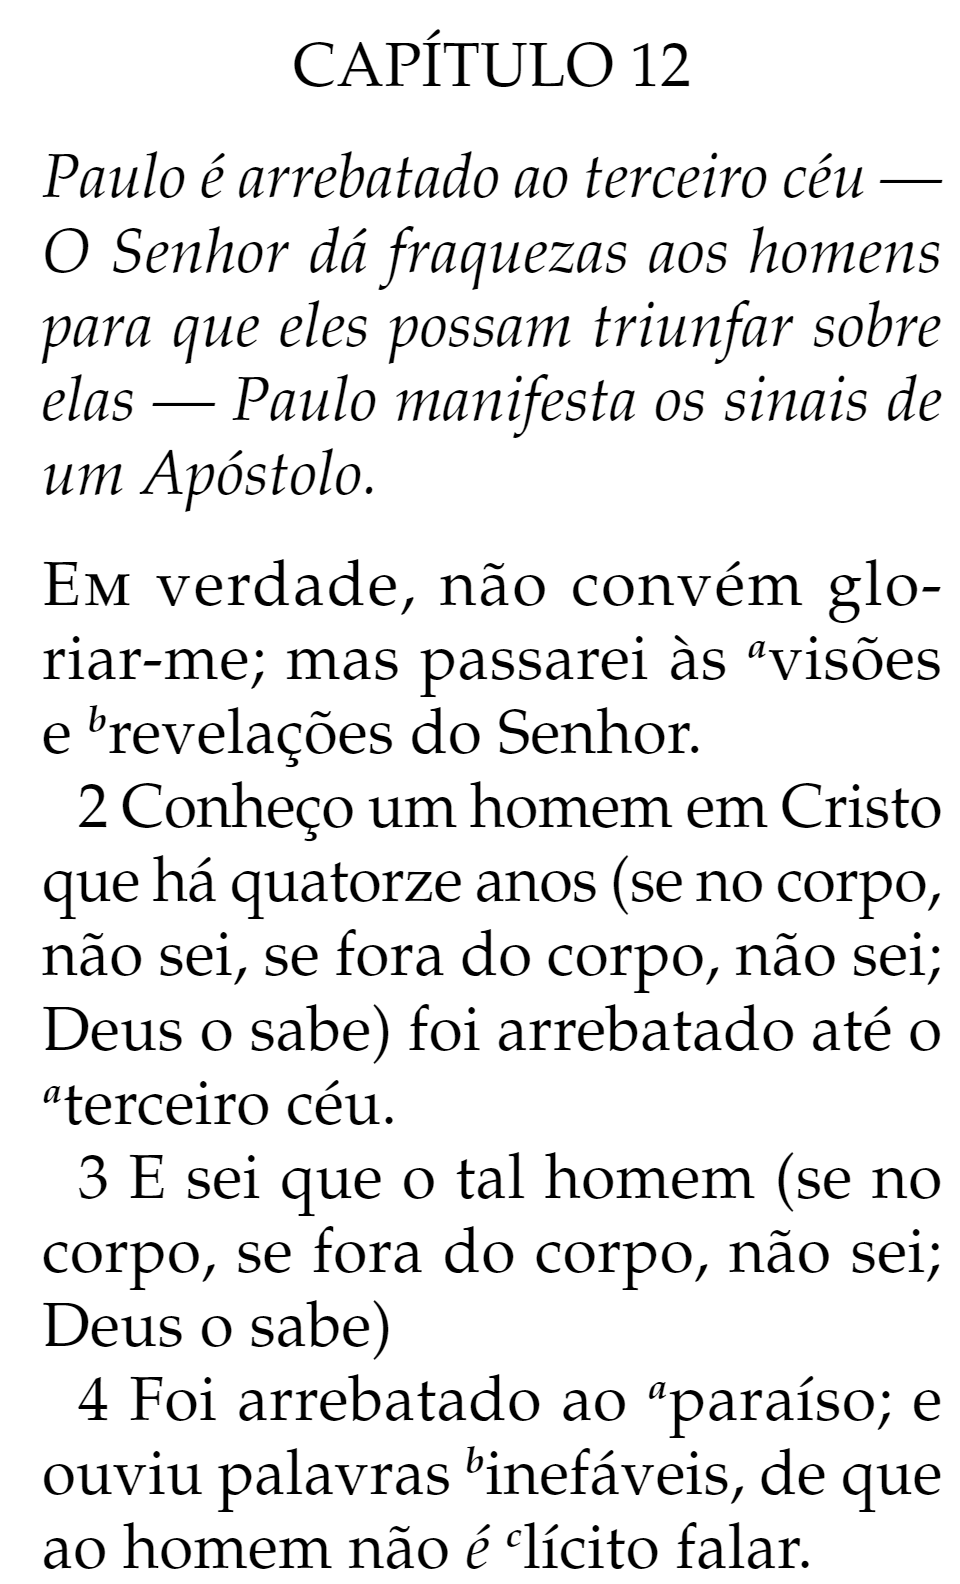 CAPÍTULO 12
Paulo é arrebatado ao terceiro céu —
O Senhor dá fraquezas aos homens
para que eles possam triunfar sobre
elas — Paulo manifesta os sinais de
um Apóstolo.
Em verdade, não convém glo-
riar-me; mas passarei às ᵃvisões
e ᵇrevelações do Senhor.
2 Conheço um homem em Cristo
que há quatorze anos (se no corpo,
não sei, se fora do corpo, não sei;
Deus o sabe) foi arrebatado até o
ᵃterceiro céu.
3 E sei que o tal homem (se no
corpo, se fora do corpo, não sei;
Deus o sabe)
4 Foi arrebatado ao ᵃparaíso; e
ouviu palavras ᵇinefáveis, de que
ao homem não é ᶜlícito falar.